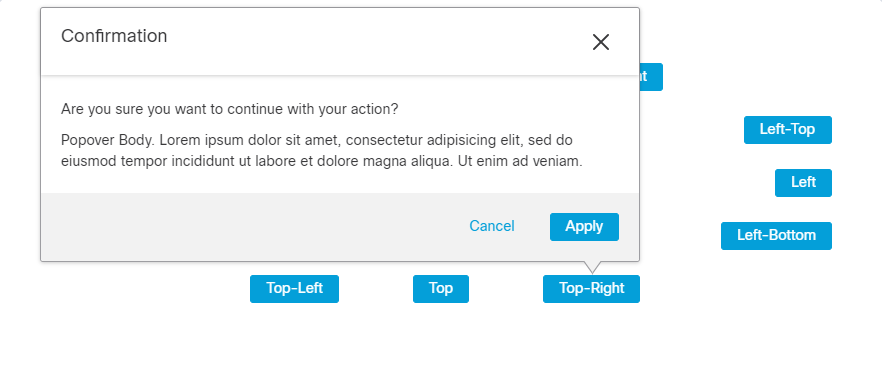 Confirmation
Are you sure you want to continue with your action?
Popover Body. Lorem ipsum dolor sit amet, consectetur adipisicing elit, sed do
eiusmod tempor incididunt ut labore et dolore magna aliqua. Ut enim ad veniam.
Cancel
Apply
Left-Top
Left
Left-Bottom
Top-Left
Top
Top-Right